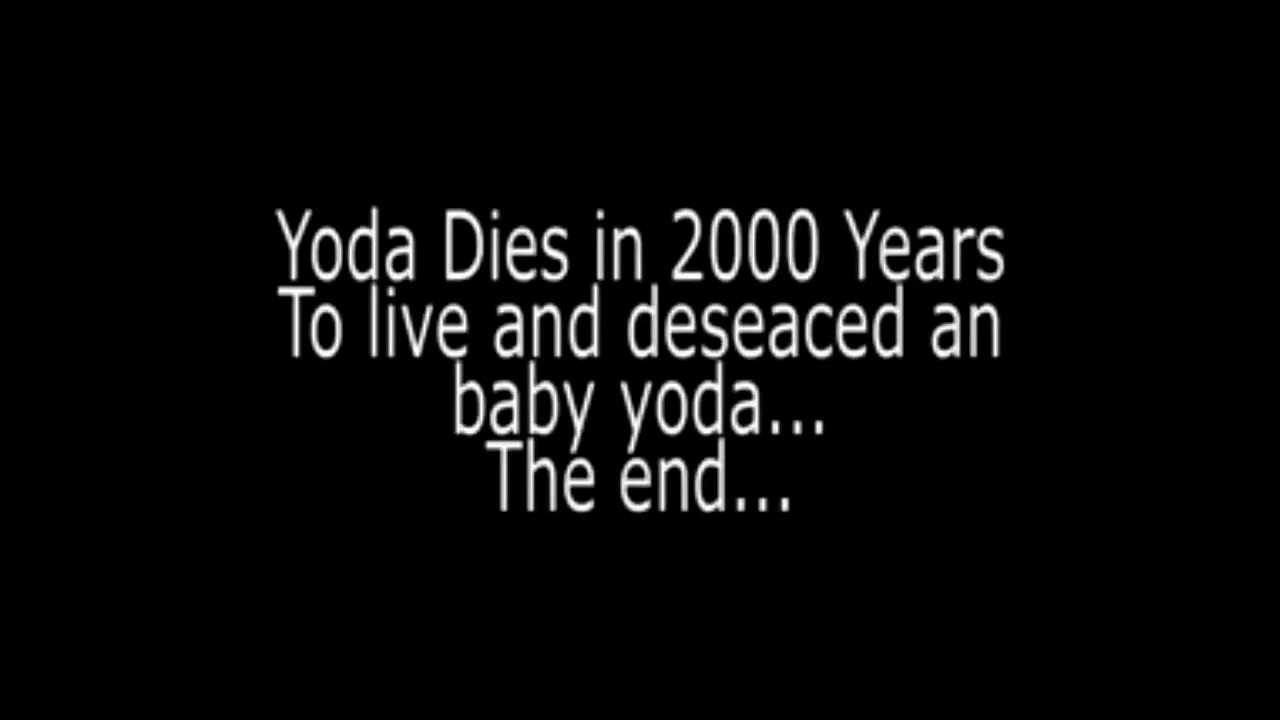 Yoda Dies in 2000 Years
To live and deseaced an
baby yoda...
The end...